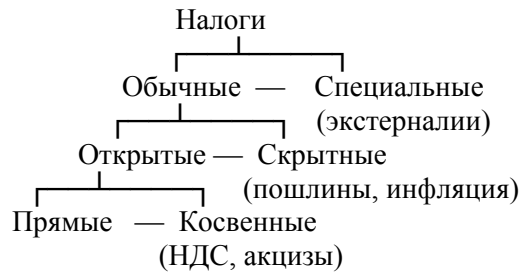 Налоги
Обычные — Специальные
(экстерналии)
Открытые — Скрытные
(пошлины, инфляция)
Прямые — Косвенные
(НДС, акцизы)